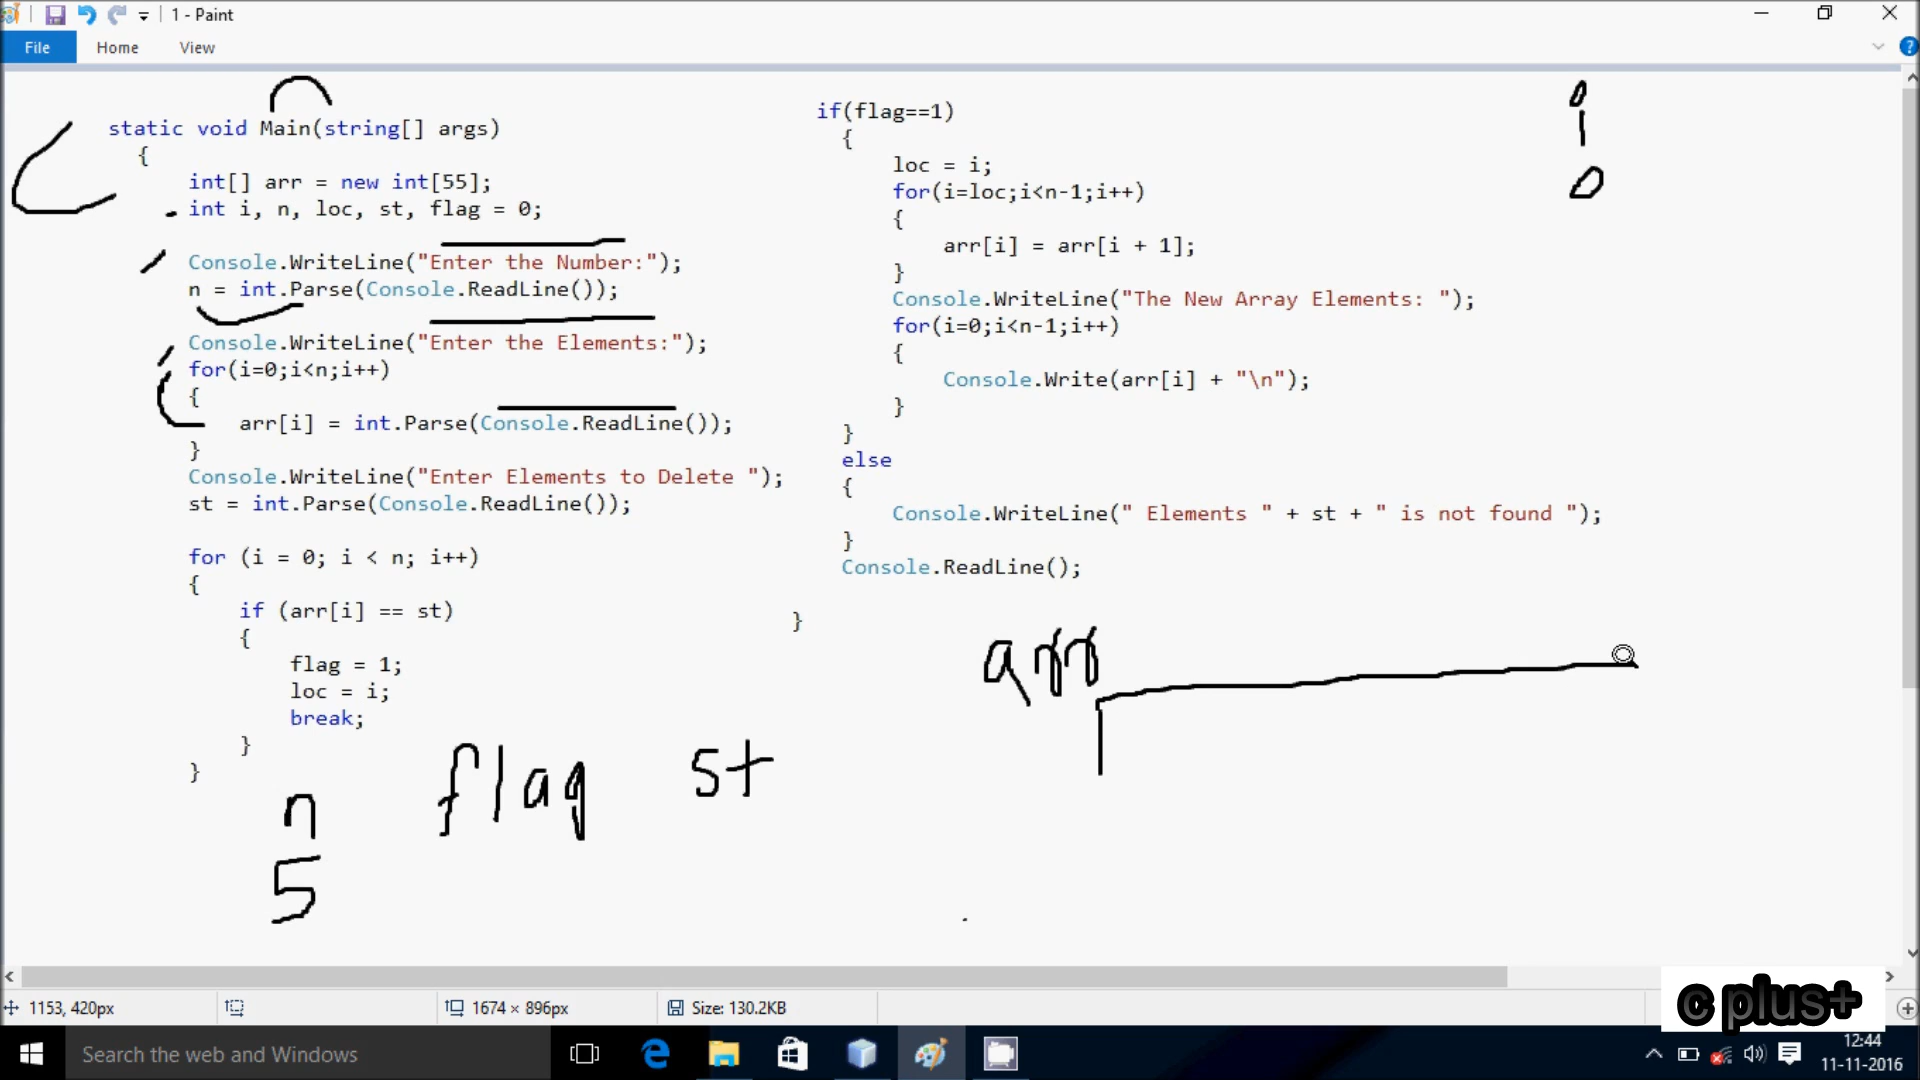 1 - Paint
File Home View
static void Main(string[] args)
{
int[] arr = new int[55];
int i, n, loc, st, flag = 0;
Console.WriteLine("Enter the Number:");
n = int.Parse(Console.ReadLine());
Console.WriteLine("Enter the Elements:");
for(i=0;i<n;i++)
{
arr[i] = int.Parse(Console.ReadLine());
}
Console.WriteLine("Enter Elements to Delete ");
st = int.Parse(Console.ReadLine());
for (i = 0; i < n; i++)
{
if (arr[i] == st)
{
flag = 1;
loc = i;
break;
}
}
if(flag==1)
{
loc = i;
for(i=loc;i<n-1;i++)
{
arr[i] = arr[i + 1];
}
Console.WriteLine("The New Array Elements: ");
for(i=0;i<n-1;i++)
{
Console.Write(arr[i] + "\n");
}
}
else
{
Console.WriteLine(" Elements " + st + " is not found ");
}
Console.ReadLine();
}
i
0
arr
n flag st
5
1153, 420px
1674 × 896px
Size: 130.2KB
c plus+
Search the web and Windows
12:44
11-11-2016